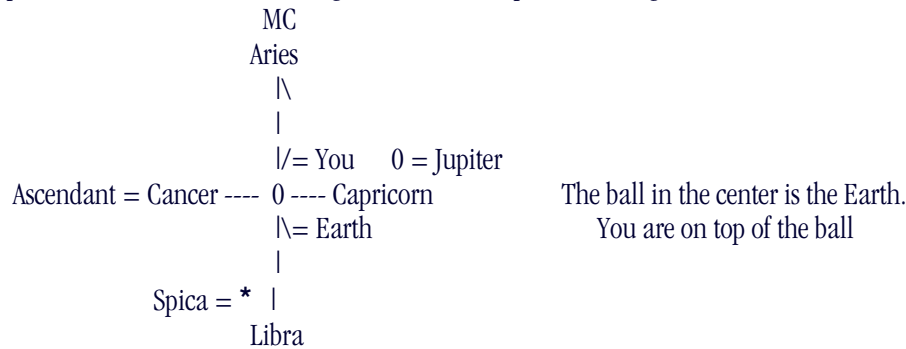 MC
Aries
|\
|
|/= You 0 = Jupiter
Ascendant = Cancer ---- 0 ---- Capricorn The ball in the center is the Earth.
|\= Earth You are on top of the ball
|
Spica = * |
Libra